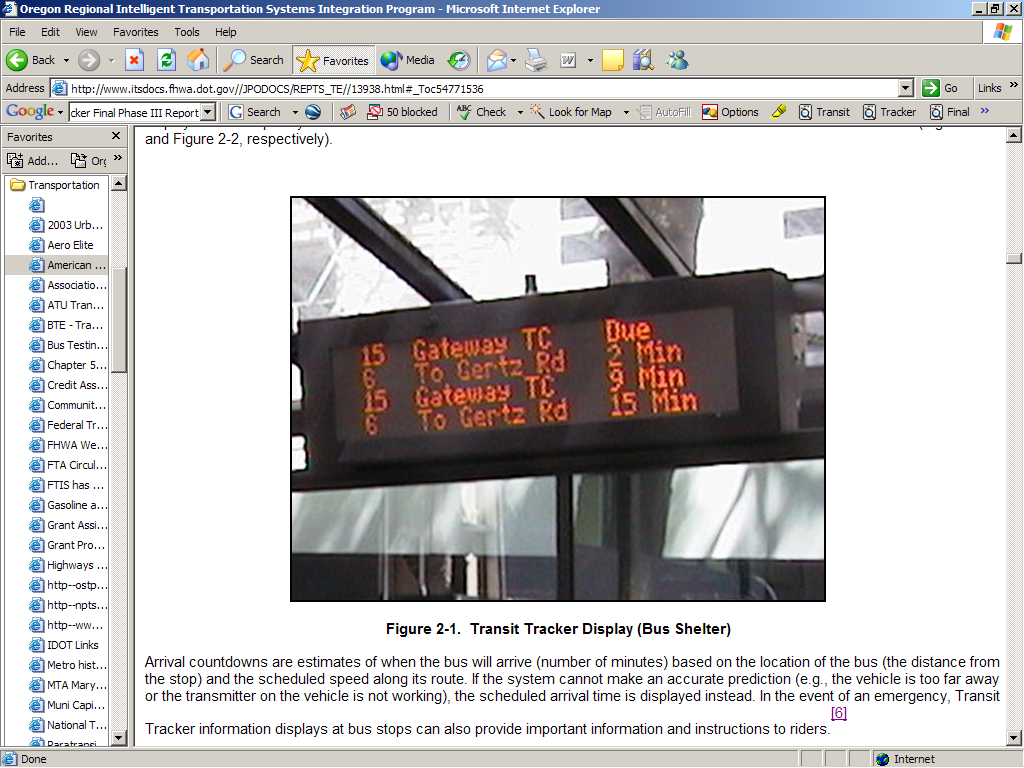 Oregon Regional Intelligent Transportation Systems Integration Program - Microsoft Internet Explorer
File Edit View Favorites Tools Help
Back Search Favorites Media
Address http://www.itsdocs.fhwa.dot.gov//JPODOCS/REPTS_TE//13938.html#_Toc54771536 Go Links »
Google cker Final Phase III Report Search 50 blocked ABC Check Look for Map AutoFill Options Transit Tracker Final »
Favorites
Add... Or »
Transportation
2003 Urb...
Aero Elite
American ...
Associatio...
ATU Tran...
BTE - Tra...
Bus Testin...
Chapter 5...
Credit Ass...
Communit...
Federal Tr...
FHWA We...
FTA Circul...
FTIS has ...
Gasoline a...
Grant Assi...
Grant Pro...
Highways ...
http--ostp...
http--npts...
http--ww...
IDOT Links
Metro hist...
MTA Mary...
Muni Capi...
National T...
Paratransi...
and Figure 2-2, respectively).
15 Gateway TC Due
6 To Gertz Rd 2 Min
15 Gateway TC 9 Min
6 To Gertz Rd 15 Min
Figure 2-1. Transit Tracker Display (Bus Shelter)
Arrival countdowns are estimates of when the bus will arrive (number of minutes) based on the location of the bus (the distance from
the stop) and the scheduled speed along its route. If the system cannot make an accurate prediction (e.g., the vehicle is too far away
or the transmitter on the vehicle is not working), the scheduled arrival time is displayed instead. In the event of an emergency, Transit
Tracker information displays at bus stops can also provide important information and instructions to riders.[6]
Done Internet